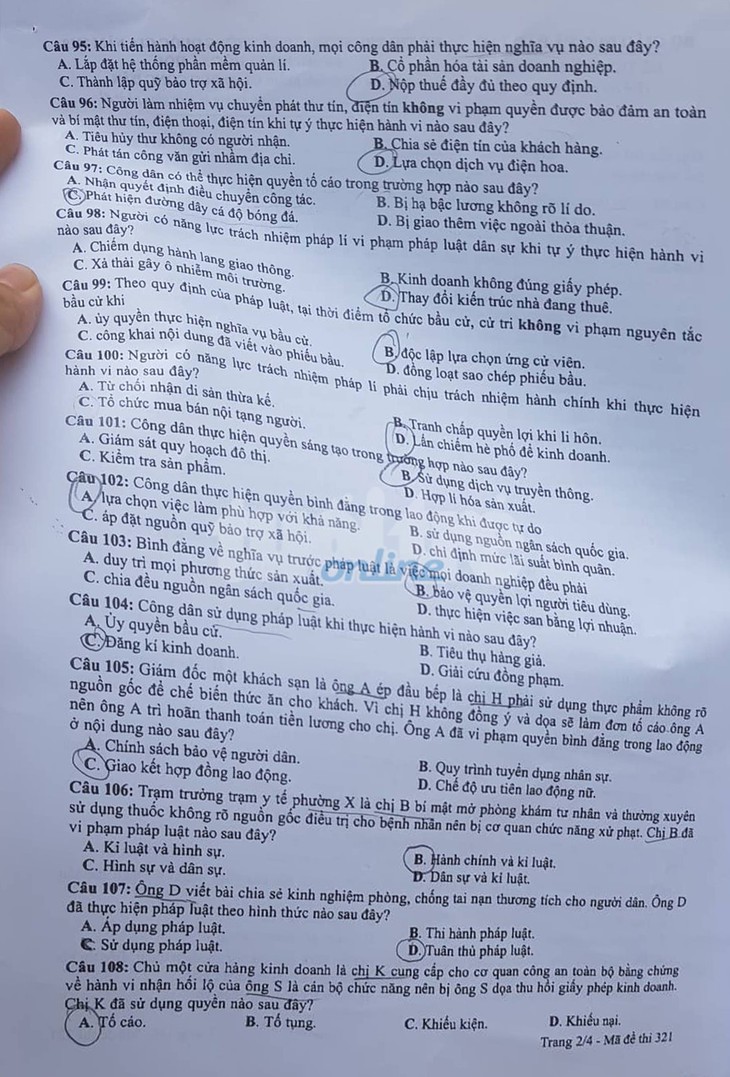 Câu 95: Khi tiến hành hoạt động kinh doanh, mọi công dân phải thực hiện nghĩa vụ nào sau đây?
A. Lắp đặt hệ thống phần mềm quản lí. B. Cổ phần hóa tài sản doanh nghiệp.
C. Thành lập quỹ bảo trợ xã hội. D. Nộp thuế đầy đủ theo quy định.
Câu 96: Người làm nhiệm vụ chuyển phát thư tín, điện tín không vi phạm quyền được bảo đảm an toàn
và bí mật thư tín, điện thoại, điện tín khi tự ý thực hiện hành vi nào sau đây?
A. Tiêu hủy thư không có người nhận. B. Chia sẻ điện tín của khách hàng.
C. Phát tán công văn gửi nhầm địa chỉ. D. Lựa chọn dịch vụ điện hoa.
Câu 97: Công dân có thể thực hiện quyền tố cáo trong trường hợp nào sau đây?
A. Nhận quyết định điều chuyển công tác. B. Bị hạ bậc lương không rõ lí do.
C. Phát hiện đường dây cá độ bóng đá. D. Bị giao thêm việc ngoài thỏa thuận.
Câu 98: Người có năng lực trách nhiệm pháp lí vi phạm pháp luật dân sự khi tự ý thực hiện hành vi
nào sau đây?
A. Chiếm dụng hành lang giao thông. B. Kinh doanh không đúng giấy phép.
C. Xả thải gây ô nhiễm môi trường. D. Thay đổi kiến trúc nhà đang thuê.
Câu 99: Theo quy định của pháp luật, tại thời điểm tổ chức bầu cử, cử tri không vi phạm nguyên tắc
bầu cử khi
A. ủy quyền thực hiện nghĩa vụ bầu cử. B. độc lập lựa chọn ứng cử viên.
C. công khai nội dung đã viết vào phiếu bầu. D. đồng loạt sao chép phiếu bầu.
Câu 100: Người có năng lực trách nhiệm pháp lí phải chịu trách nhiệm hành chính khi thực hiện
hành vi nào sau đây?
A. Từ chối nhận di sản thừa kế. B. Tranh chấp quyền lợi khi li hôn.
C. Tổ chức mua bán nội tạng người. D. Lấn chiếm hè phố để kinh doanh.
Câu 101: Công dân thực hiện quyền sáng tạo trong trường hợp nào sau đây?
A. Giám sát quy hoạch đô thị. B. Sử dụng dịch vụ truyền thông.
C. Kiểm tra sản phẩm. D. Hợp lí hóa sản xuất.
Câu 102: Công dân thực hiện quyền bình đẳng trong lao động khi được tự do
A. lựa chọn việc làm phù hợp với khả năng. B. sử dụng nguồn ngân sách quốc gia.
C. áp đặt nguồn quỹ bảo trợ xã hội. D. chỉ định mức lãi suất bình quân.
Câu 103: Bình đẳng về nghĩa vụ trước pháp luật là việc mọi doanh nghiệp đều phải
A. duy trì mọi phương thức sản xuất. B. bảo vệ quyền lợi người tiêu dùng.
C. chia đều nguồn ngân sách quốc gia. D. thực hiện việc san bằng lợi nhuận.
online
Câu 104: Công dân sử dụng pháp luật khi thực hiện hành vi nào sau đây?
A. Ủy quyền bầu cử. B. Tiêu thụ hàng giả.
C. Đăng kí kinh doanh. D. Giải cứu đồng phạm.
Câu 105: Giám đốc một khách sạn là ông A ép đầu bếp là chị H phải sử dụng thực phẩm không rõ
nguồn gốc để chế biến thức ăn cho khách. Vì chị H không đồng ý và dọa sẽ làm đơn tố cáo ông A
nên ông A trì hoãn thanh toán tiền lương cho chị. Ông A đã vi phạm quyền bình đẳng trong lao động
ở nội dung nào sau đây?
A. Chính sách bảo vệ người dân. B. Quy trình tuyển dụng nhân sự.
C. Giao kết hợp đồng lao động. D. Chế độ ưu tiên lao động nữ.
Câu 106: Trạm trưởng trạm y tế phường X là chị B bí mật mở phòng khám tư nhân và thường xuyên
sử dụng thuốc không rõ nguồn gốc điều trị cho bệnh nhân nên bị cơ quan chức năng xử phạt. Chị B đã
vi phạm pháp luật nào sau đây?
A. Kỉ luật và hình sự. B. Hành chính và kỉ luật.
C. Hình sự và dân sự. D. Dân sự và kỉ luật.
Câu 107: Ông D viết bài chia sẻ kinh nghiệm phòng, chống tai nạn thương tích cho người dân. Ông D
đã thực hiện pháp luật theo hình thức nào sau đây?
A. Áp dụng pháp luật. B. Thi hành pháp luật.
C. Sử dụng pháp luật. D. Tuân thủ pháp luật.
Câu 108: Chủ một cửa hàng kinh doanh là chị K cung cấp cho cơ quan công an toàn bộ bằng chứng
về hành vi nhận hối lộ của ông S là cán bộ chức năng nên bị ông S dọa thu hồi giấy phép kinh doanh.
Chị K đã sử dụng quyền nào sau đây?
A. Tố cáo. B. Tố tụng. C. Khiếu kiện. D. Khiếu nại.
Trang 2/4 - Mã đề thi 321